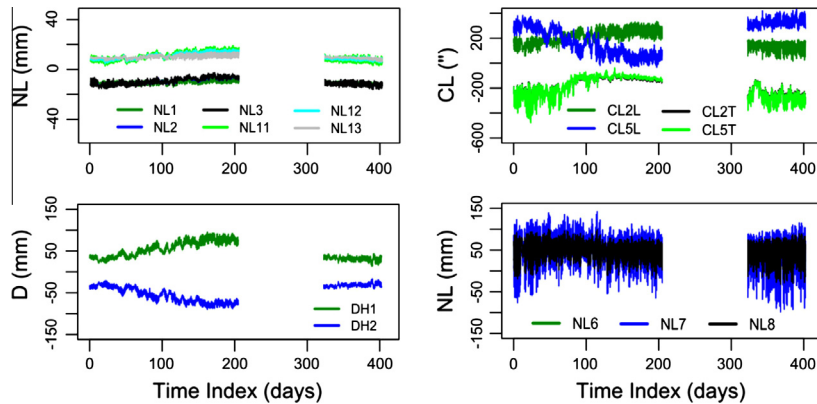 NL (mm)
40
0
-40
NL1
NL3
NL12
NL2
NL11
NL13
0
100
200
300
400
CL (")
200
-200
-600
CL2L
CL2T
CL5L
CL5T
0
100
200
300
400
D (mm)
150
50
-50
-150
DH1
DH2
0
100
200
300
400
Time Index (days)
NL (mm)
150
50
-50
-150
NL6
NL7
NL8
0
100
200
300
400
Time Index (days)